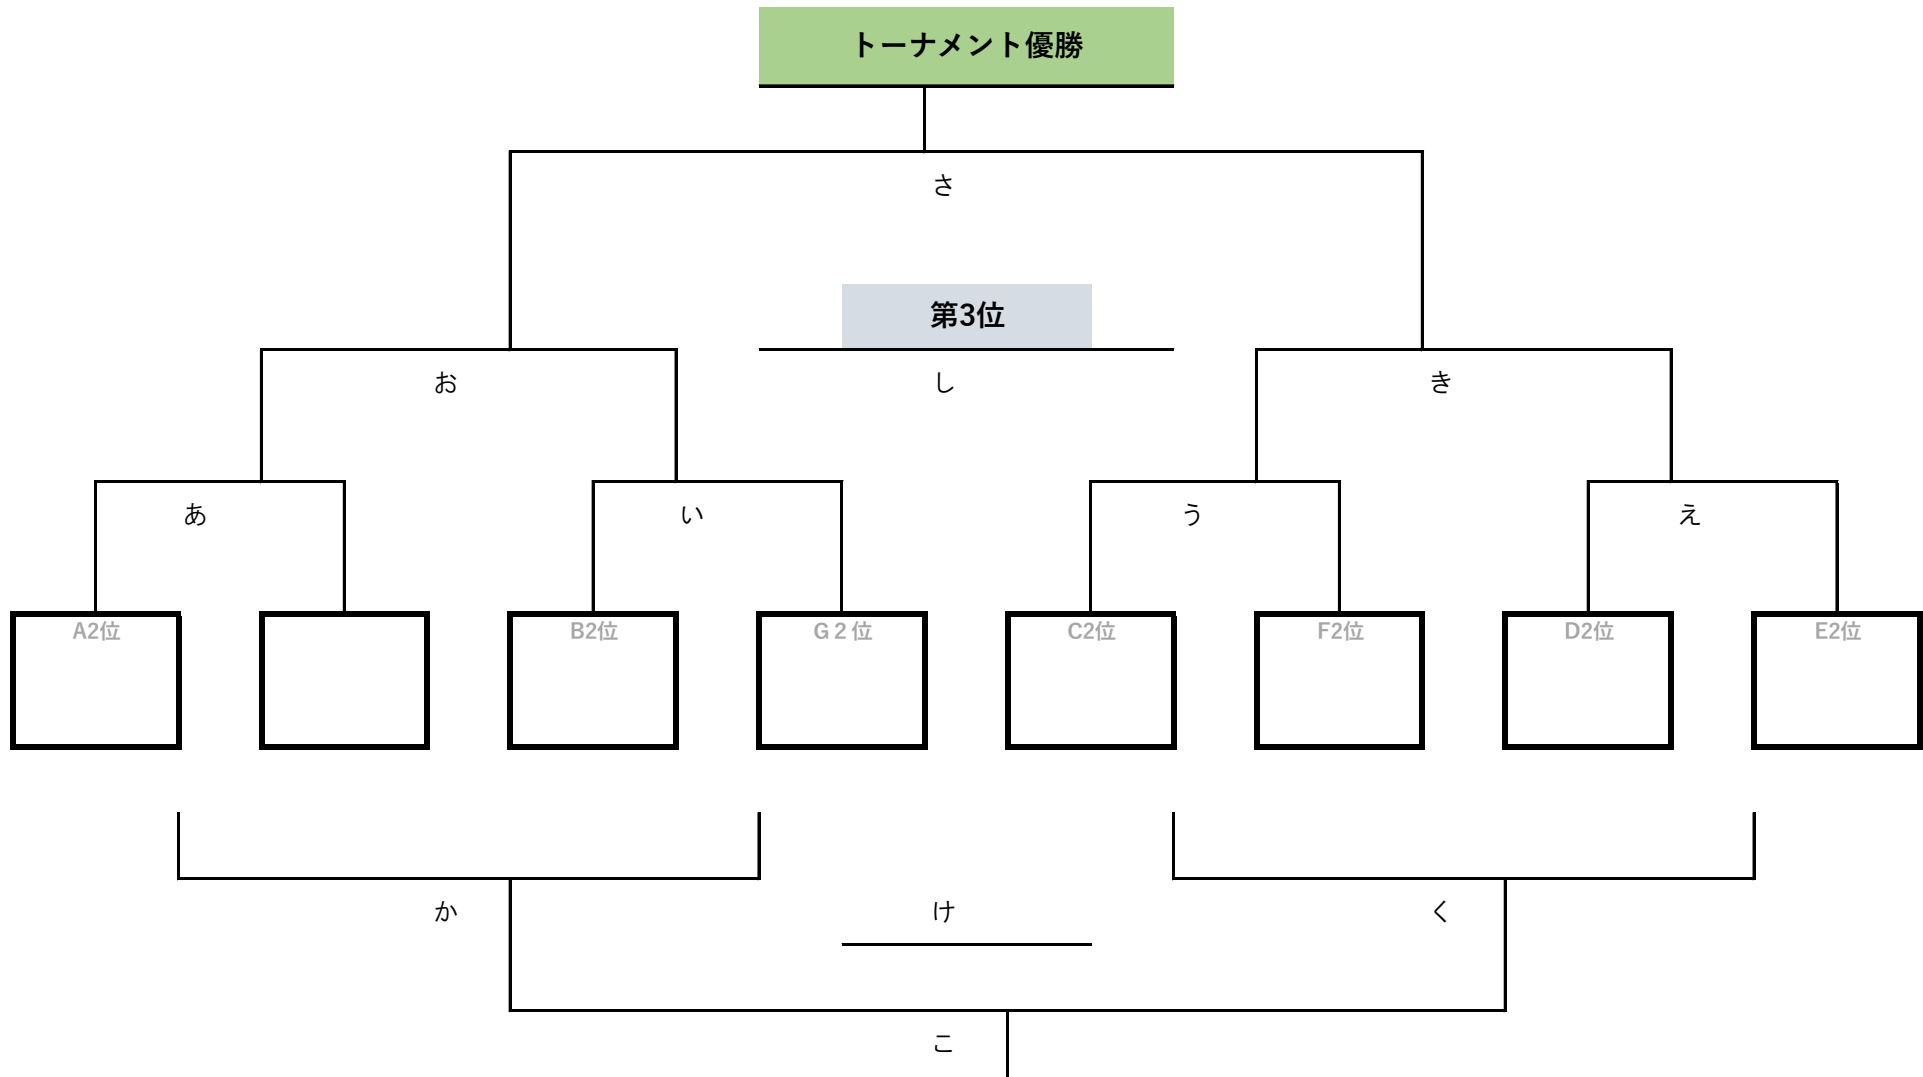 トーナメント優勝
さ
第3位
お
し
き
あ
い
う
え
A2位
B2位
G２位
C2位
F2位
D2位
E2位
か
け
く
こ